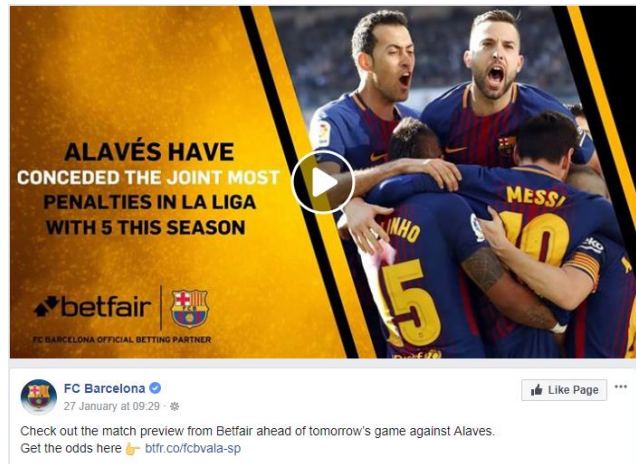 ALAVÉS HAVE
CONCEDED THE JOINT MOST
PENALTIES IN LA LIGA
WITH 5 THIS SEASON
betfair
FC BARCELONA OFFICIAL BETTING PARTNER
INHO
15
MESSI
10
FC Barcelona
27 January at 09:29
Like Page
Check out the match preview from Betfair ahead of tomorrow's game against Alaves.
Get the odds here 👉 btfr.co/fcbvala-sp